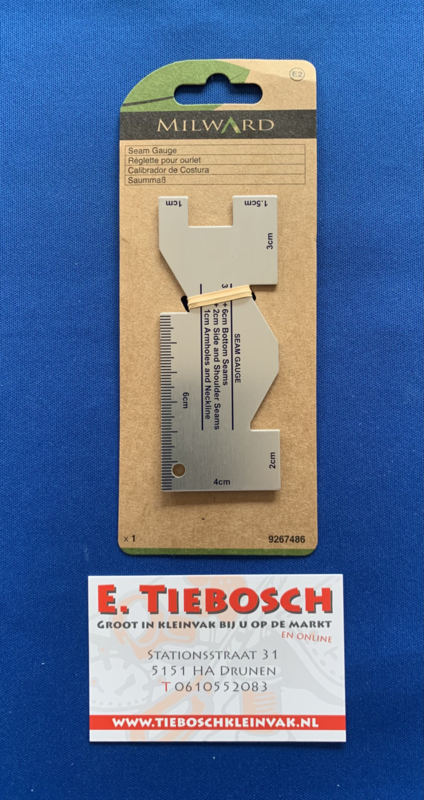 E2
MILWARD
Seam Gauge
Réglette pour ourlet
Calibrador de Costura
Saummaß
1cm
1.5cm
3cm
SEAM GAUGE
3 + 6cm Bottom Seams
+ 2cm Side and Shoulder Seams
1cm Armholes and Neckline
6cm
2cm
4cm
x 1
9267486
E. TIEBOSCH
GROOT IN KLEINVAK BIJ U OP DE MARKT
EN ONLINE
STATIONSSTRAAT 31
5151 HA DRUNEN
T 0610552083
WWW.TIEBOSCHKLEINVAK.NL